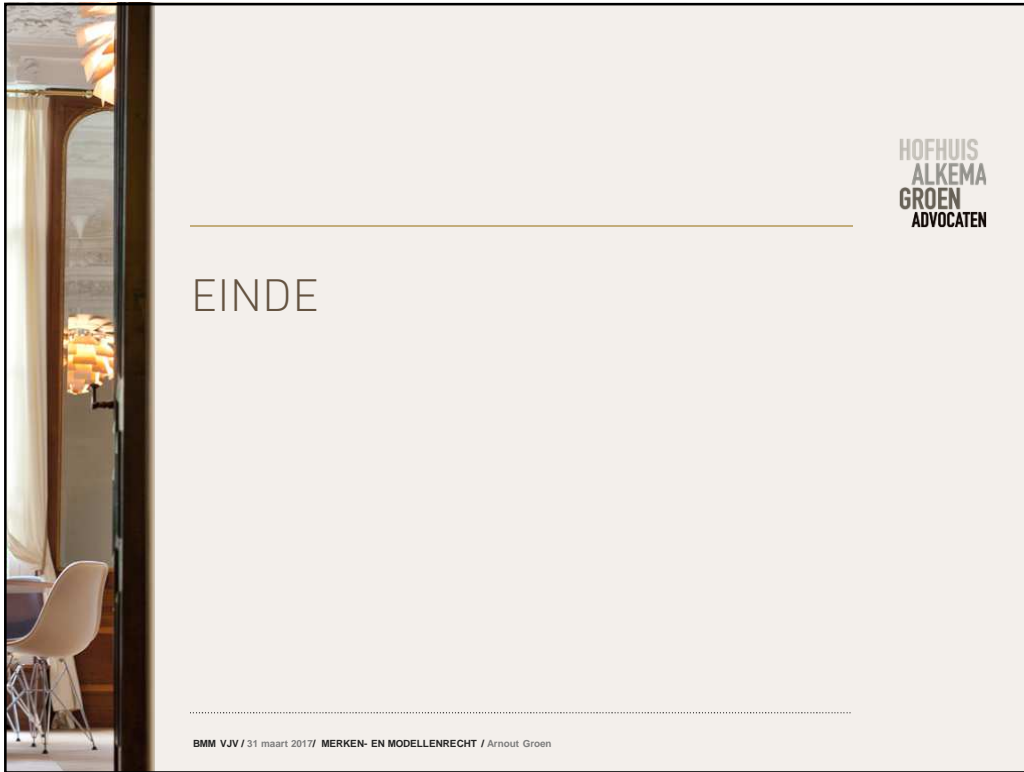 HOFHUIS
ALKEMA
GROEN
ADVOCATEN
EINDE
BMM VJV / 31 maart 2017/ MERKEN- EN MODELLENRECHT / Arnout Groen